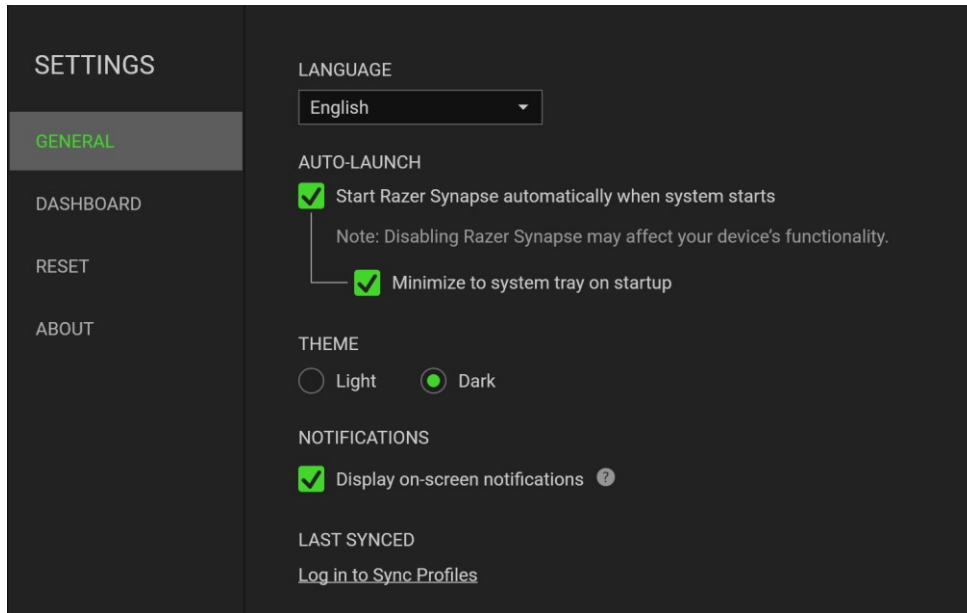 SETTINGS
GENERAL
DASHBOARD
RESET
ABOUT
LANGUAGE
English
AUTO-LAUNCH
Start Razer Synapse automatically when system starts
Note: Disabling Razer Synapse may affect your device’s functionality.
Minimize to system tray on startup
THEME
Light Dark
NOTIFICATIONS
Display on-screen notifications ?
LAST SYNCED
Log in to Sync Profiles